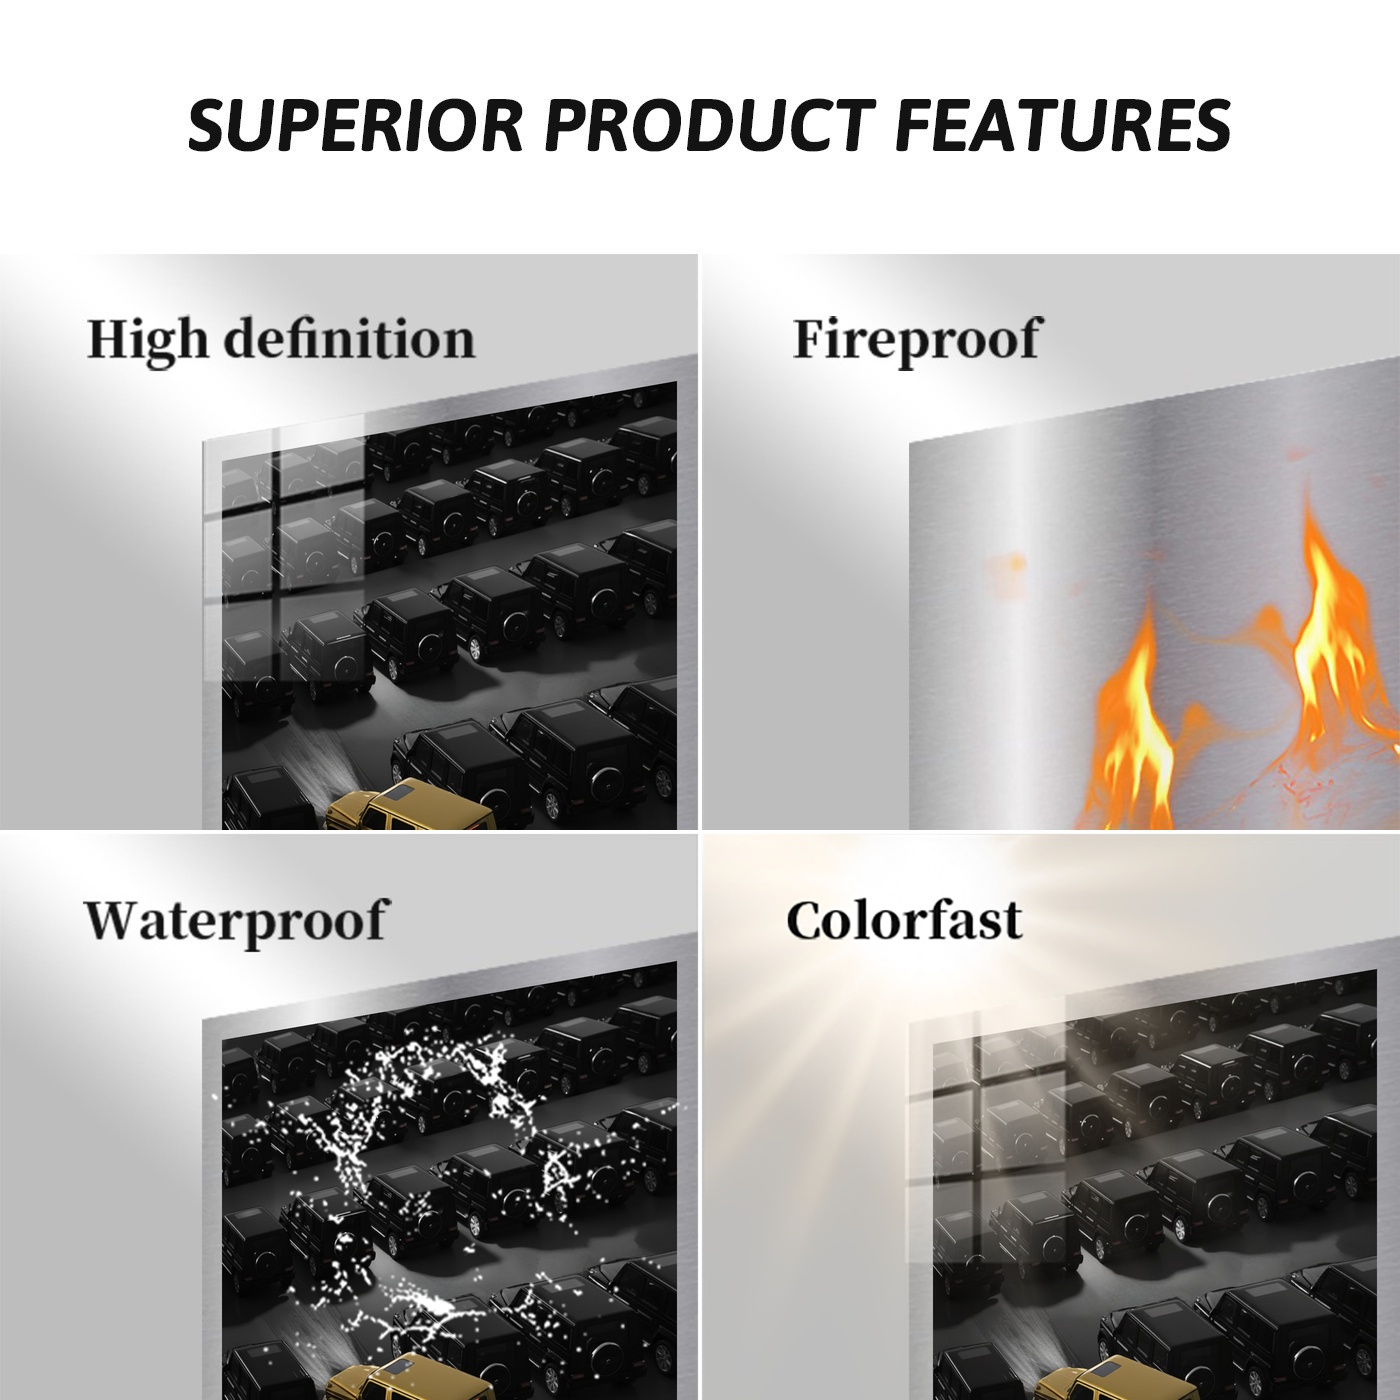 SUPERIOR PRODUCT FEATURES
High definition
Fireproof
Waterproof
Colorfast